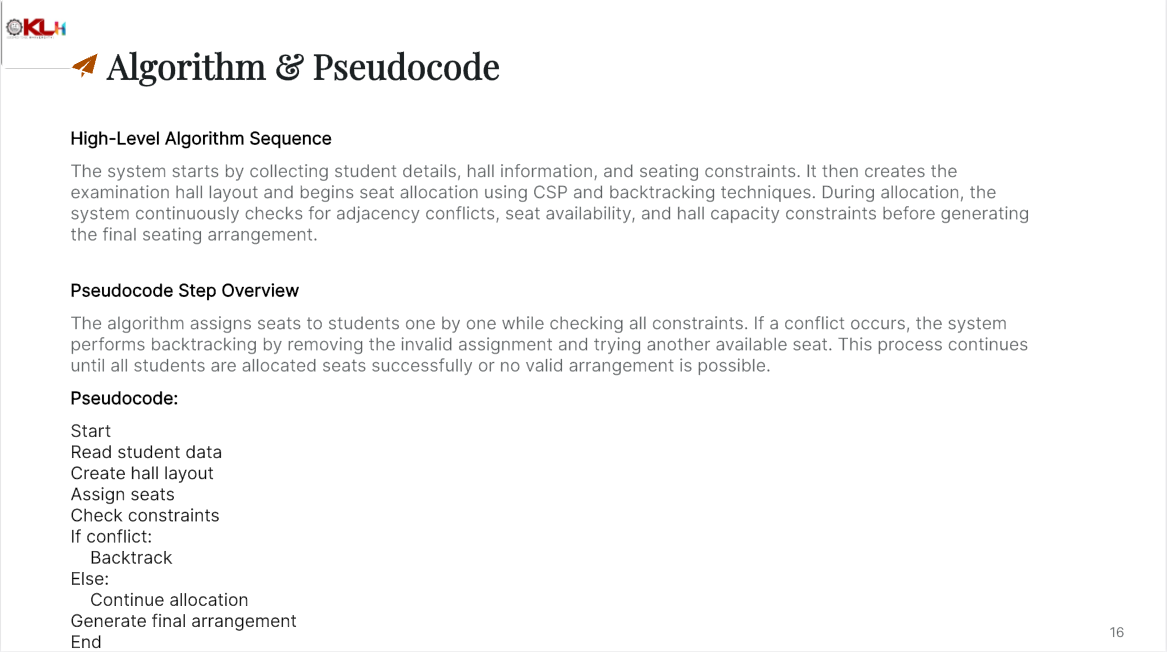 KLH
Algorithm & Pseudocode
High-Level Algorithm Sequence
The system starts by collecting student details, hall information, and seating constraints. It then creates the
examination hall layout and begins seat allocation using CSP and backtracking techniques. During allocation, the
system continuously checks for adjacency conflicts, seat availability, and hall capacity constraints before generating
the final seating arrangement.
Pseudocode Step Overview
The algorithm assigns seats to students one by one while checking all constraints. If a conflict occurs, the system
performs backtracking by removing the invalid assignment and trying another available seat. This process continues
until all students are allocated seats successfully or no valid arrangement is possible.
Pseudocode:
Start
Read student data
Create hall layout
Assign seats
Check constraints
If conflict:
    Backtrack
Else:
    Continue allocation
Generate final arrangement
End
16